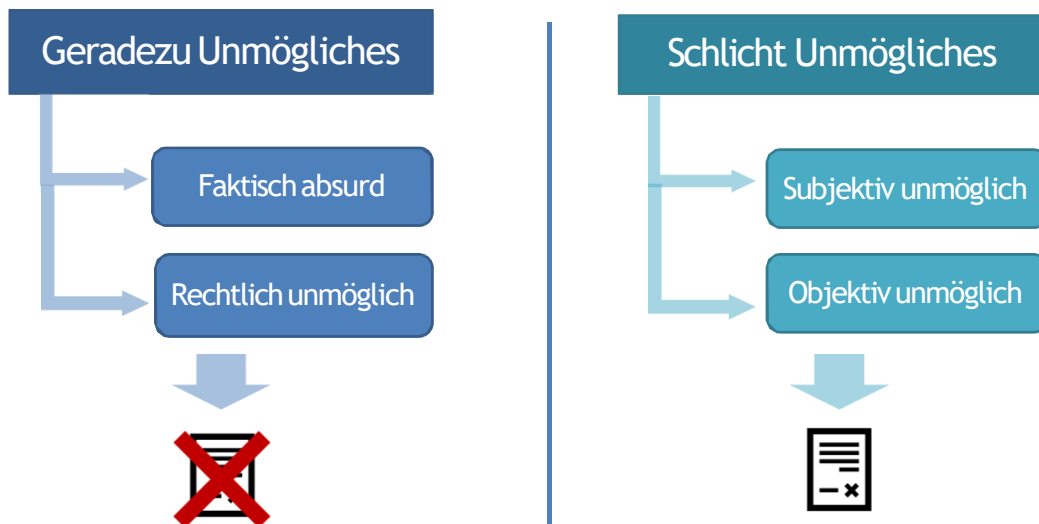 Geradezu Unmögliches
Faktisch absurd
Rechtlich unmöglich
Schlicht Unmögliches
Subjektiv unmöglich
Objektiv unmöglich